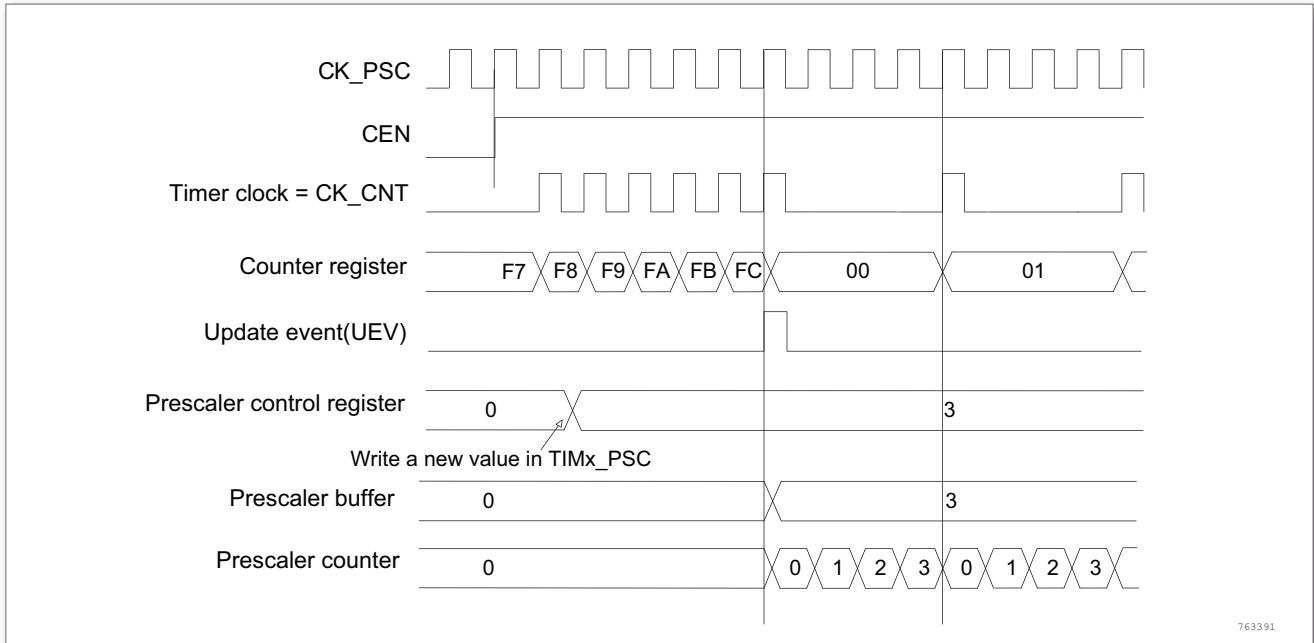 CK_PSC
CEN
Timer clock = CK_CNT
Counter register F7 F8 F9 FA FB FC 00 01
Update event(UEV)
Prescaler control register 0 3
Write a new value in TIMx_PSC
Prescaler buffer 0 3
Prescaler counter 0 0 1 2 3 0 1 2 3
763391